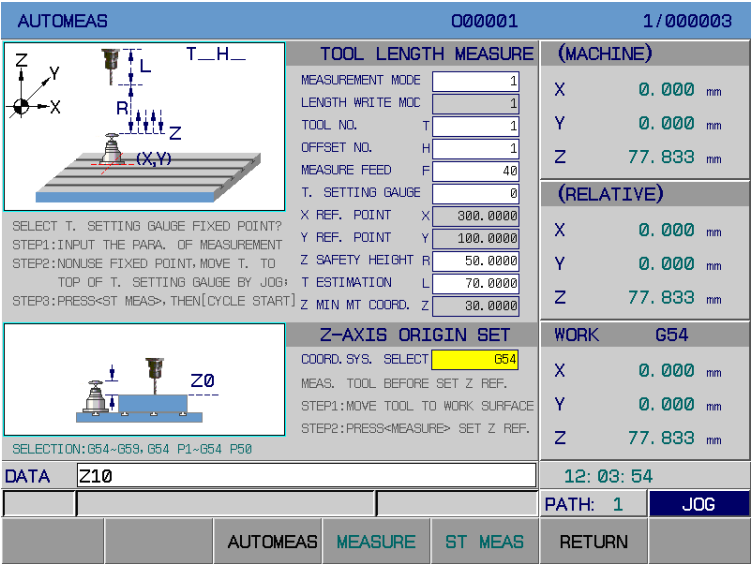 AUTOMEAS O00001 1/000003
T__H__
Z
Y
X
L
R
Z
(X,Y)
SELECT T. SETTING GAUGE FIXED POINT?
STEP1:INPUT THE PARA. OF MEASUREMENT
STEP2:NONUSE FIXED POINT,MOVE T. TO
TOP OF T. SETTING GAUGE BY JOG;
STEP3:PRESS<ST MEAS>,THEN[CYCLE START]
Z0
SELECTION:G54~G59,G54 P1~G54 P50
TOOL LENGTH MEASURE
MEASUREMENT MODE 1
LENGTH WRITE MOD 1
TOOL NO. T 1
OFFSET NO. H 1
MEASURE FEED F 40
T. SETTING GAUGE 0
X REF. POINT X 300.0000
Y REF. POINT Y 100.0000
Z SAFETY HEIGHT R 50.0000
T ESTIMATION L 70.0000
Z MIN MT COORD. Z 30.0000
Z-AXIS ORIGIN SET
COORD.SYS. SELECT G54
MEAS. TOOL BEFORE SET Z REF.
STEP1:MOVE TOOL TO WORK SURFACE
STEP2:PRESS<MEASURE> SET Z REF.
(MACHINE)
X 0.000 mm
Y 0.000 mm
Z 77.833 mm
(RELATIVE)
X 0.000 mm
Y 0.000 mm
Z 77.833 mm
WORK G54
X 0.000 mm
Y 0.000 mm
Z 77.833 mm
DATA Z10
12:03:54
PATH: 1 JOG
AUTOMEAS MEASURE ST MEAS RETURN